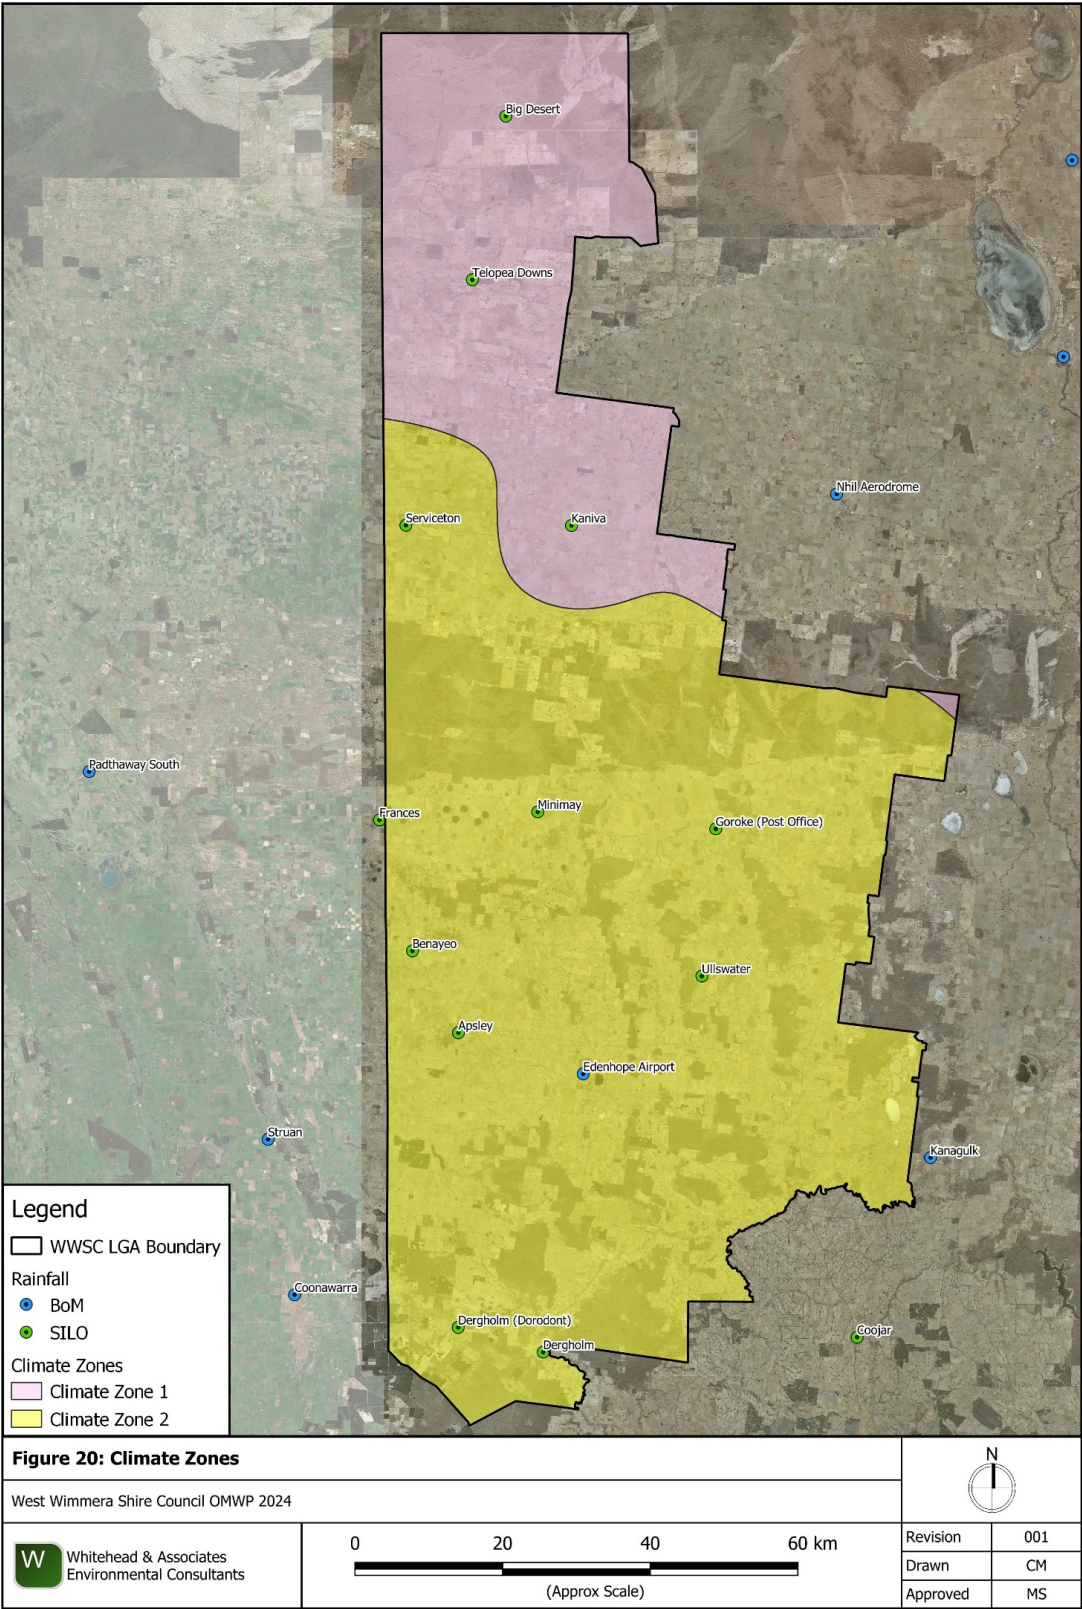 Big Desert
Telopea Downs
Nhil Aerodrome
Serviceton
Kaniva
Padthaway South
Frances
Minimay
Goroke (Post Office)
Benayeo
Ullswater
Apsley
Edenhope Airport
Struan
Kanagulk
Coonawarra
Dergholm (Dorodont)
Dergholm
Coojar
Legend
WWSC LGA Boundary
Rainfall
BoM
SILO
Climate Zones
Climate Zone 1
Climate Zone 2
Figure 20: Climate Zones
West Wimmera Shire Council OMWP 2024
N
W
Whitehead & Associates
Environmental Consultants
0 20 40 60 km
(Approx Scale)
Revision 001
Drawn CM
Approved MS